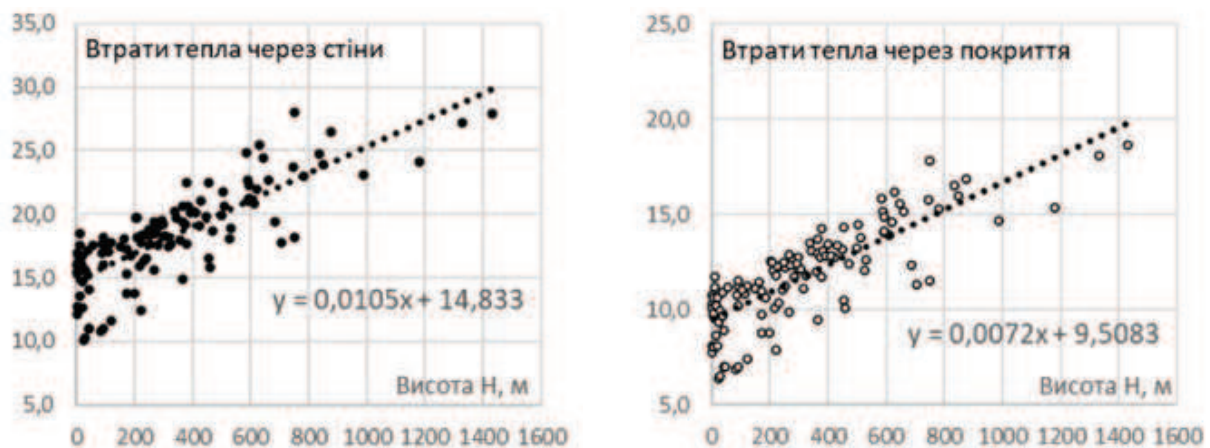 35,0
Втрати тепла через стіни
30,0
25,0
20,0
15,0
y = 0,0105x + 14,833
10,0
Висота Н, м
5,0
0 200 400 600 800 1000 1200 1400 1600
25,0
Втрати тепла через покриття
20,0
15,0
10,0
y = 0,0072x + 9,5083
Висота Н, м
5,0
0 200 400 600 800 1000 1200 1400 1600